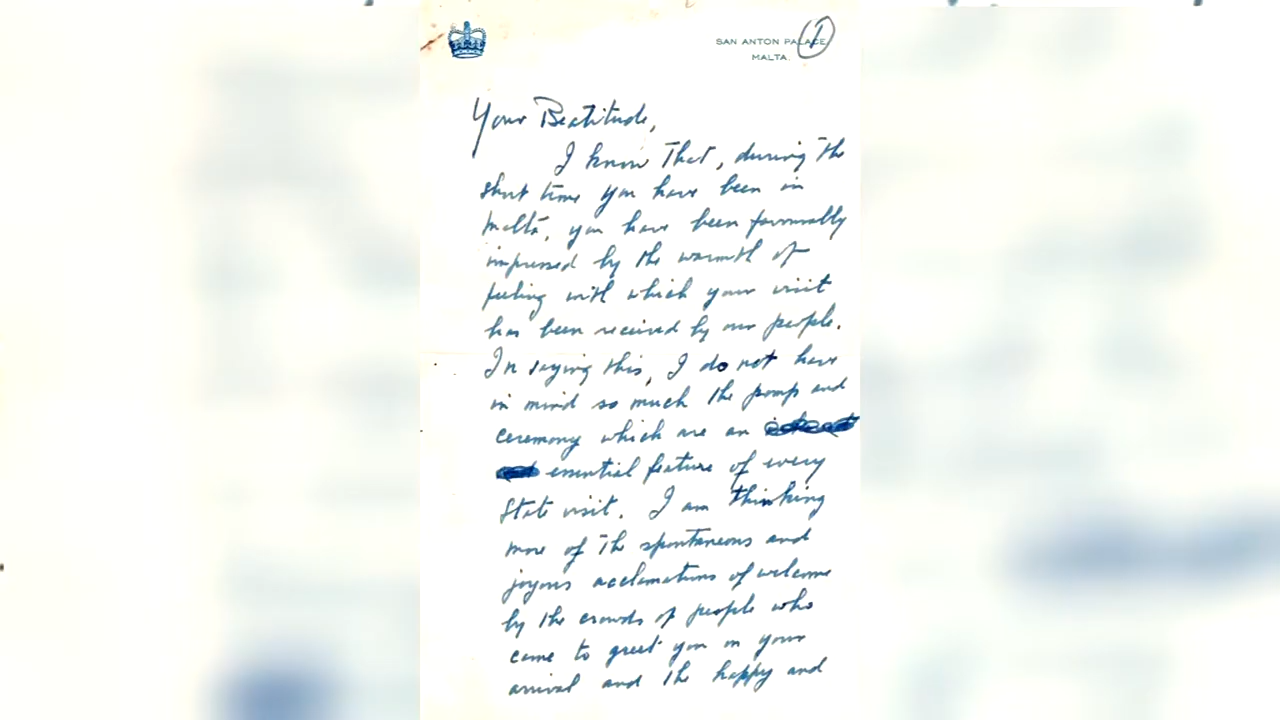 SAN ANTON PALACE,
MALTA.
I
Your Beatitude,
I know that, during the
short time you have been in
Malta, you have been favourably
impressed by the warmth of
feeling with which your visit
has been received by our people.
In saying this, I do not have
in mind so much the pomp and
ceremony which are an
essential feature of every
State visit. I am thinking
more of the spontaneous and
joyous acclamations of welcome
by the crowds of people who
came to greet you on your
arrival and the happy and